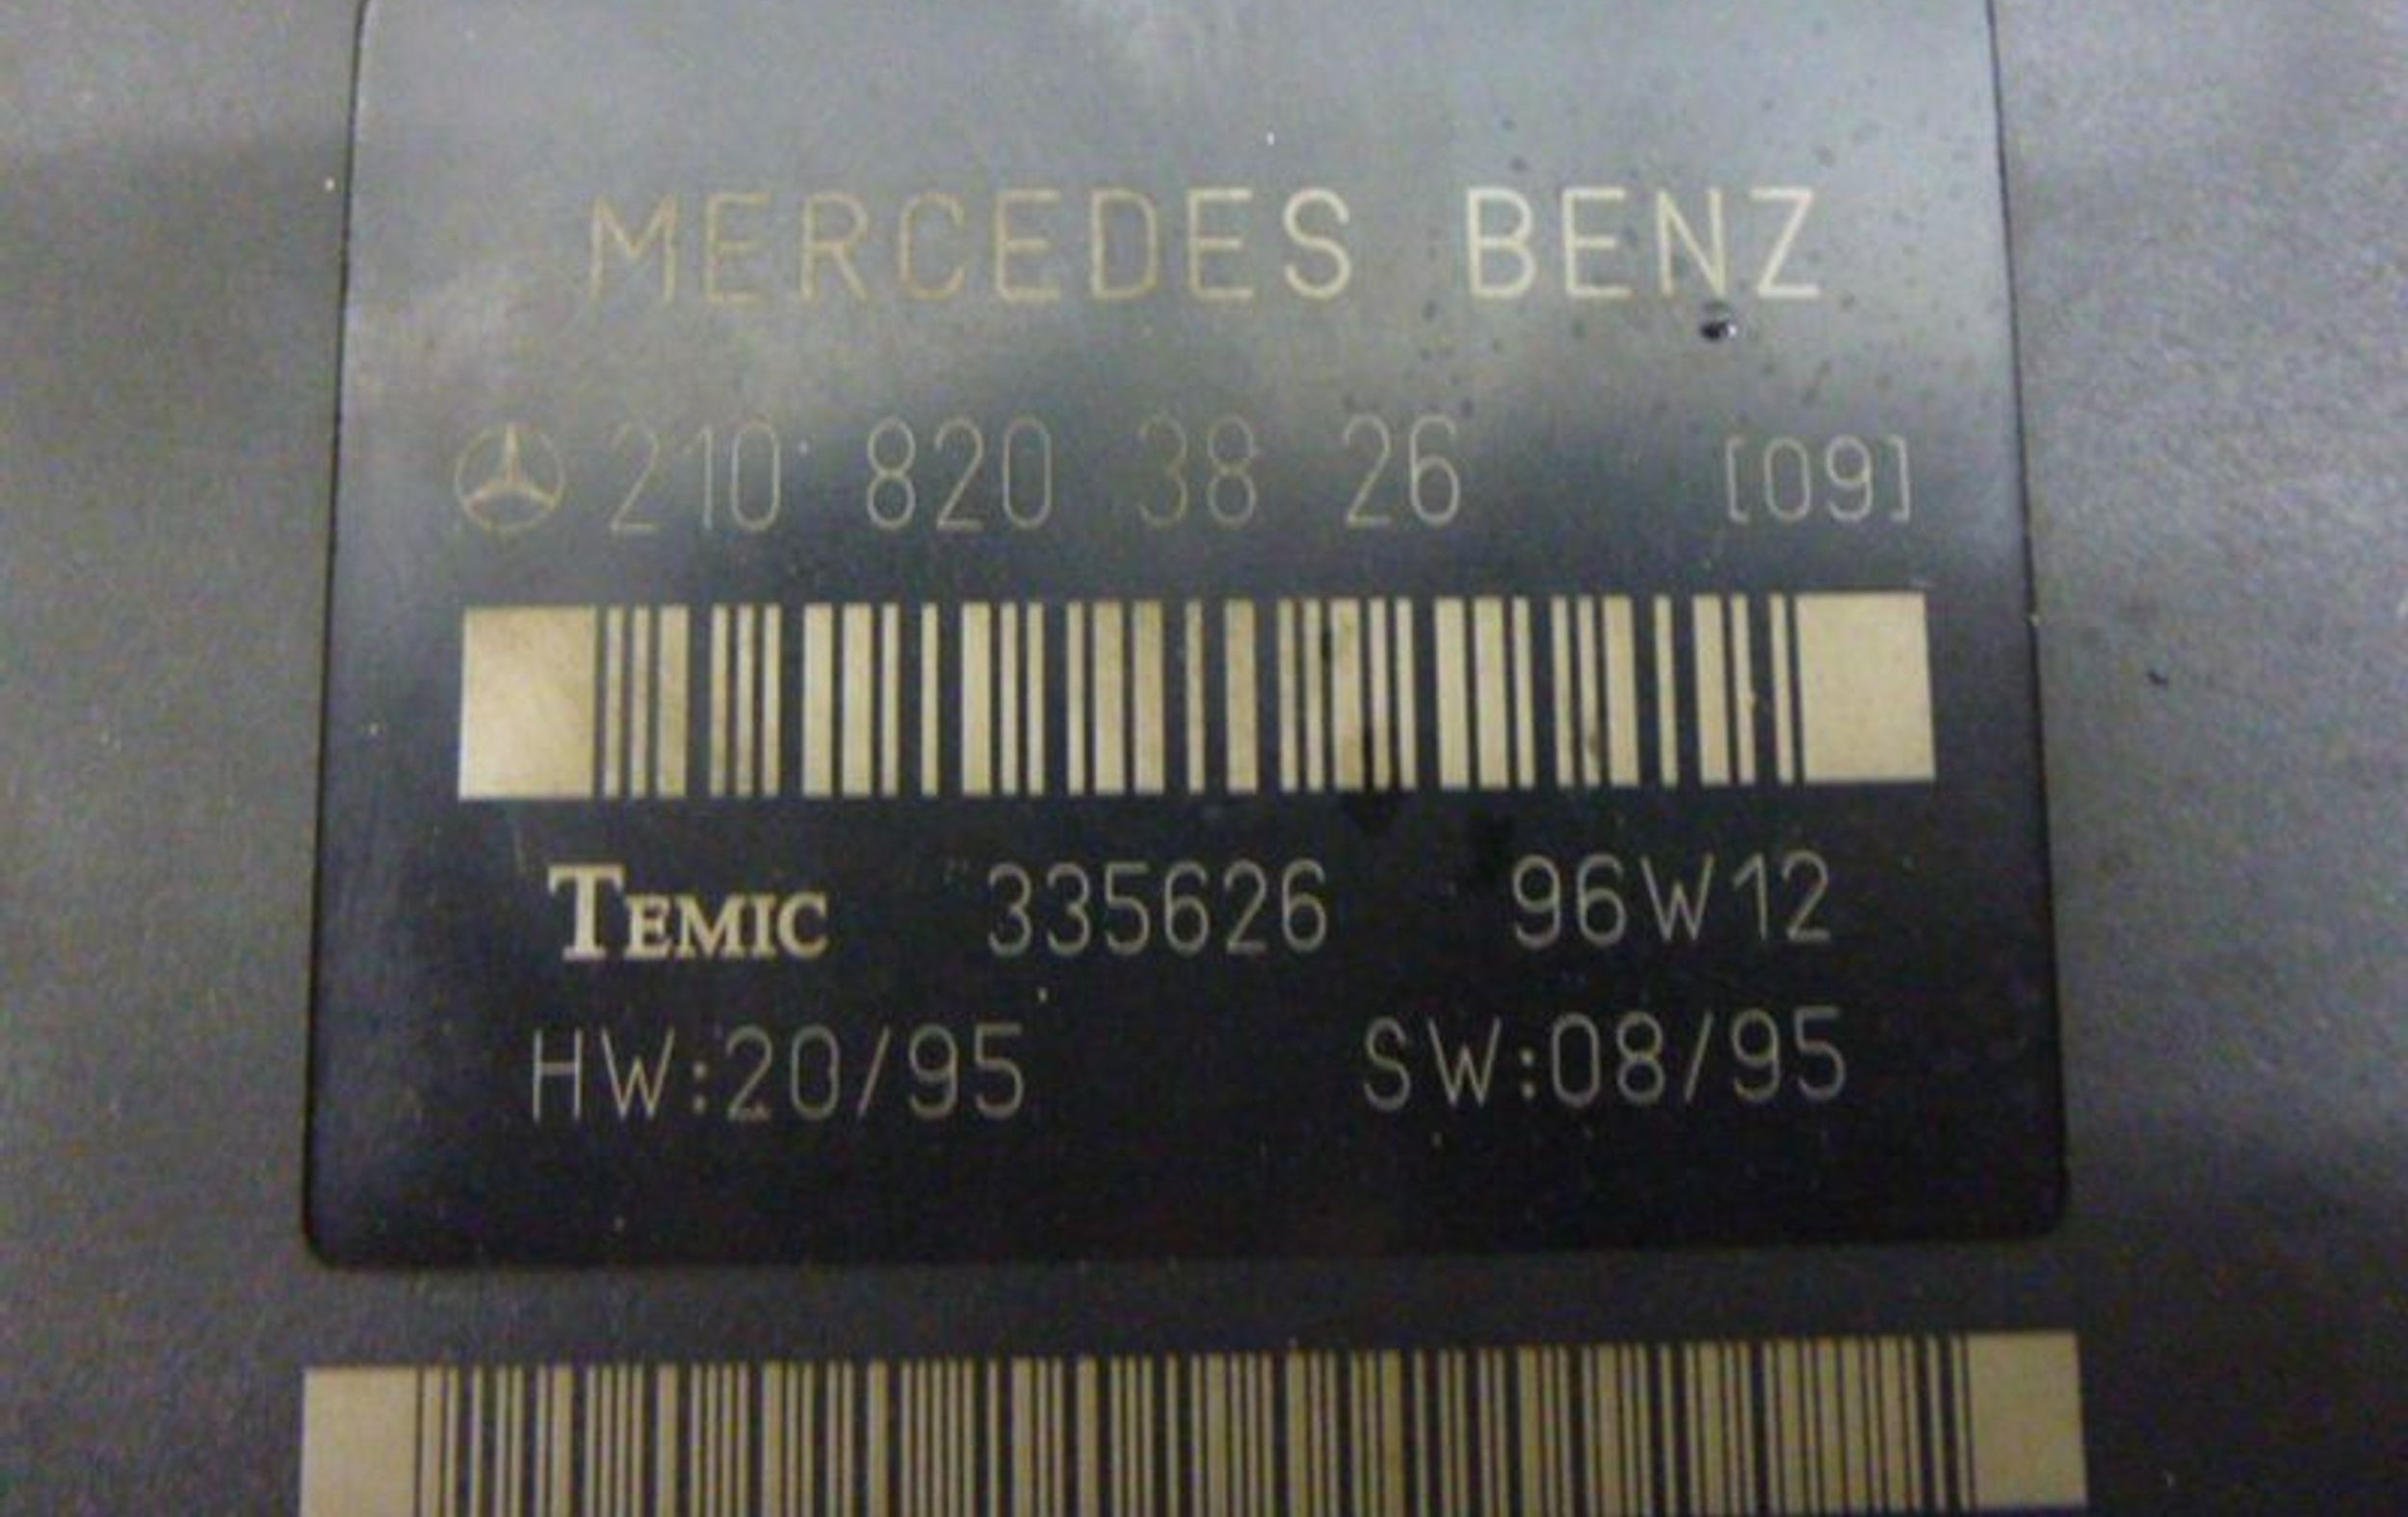 MERCEDES BENZ
210 820 38 26 [09]
TEMIC 335626 96W12
HW:20/95 SW:08/95